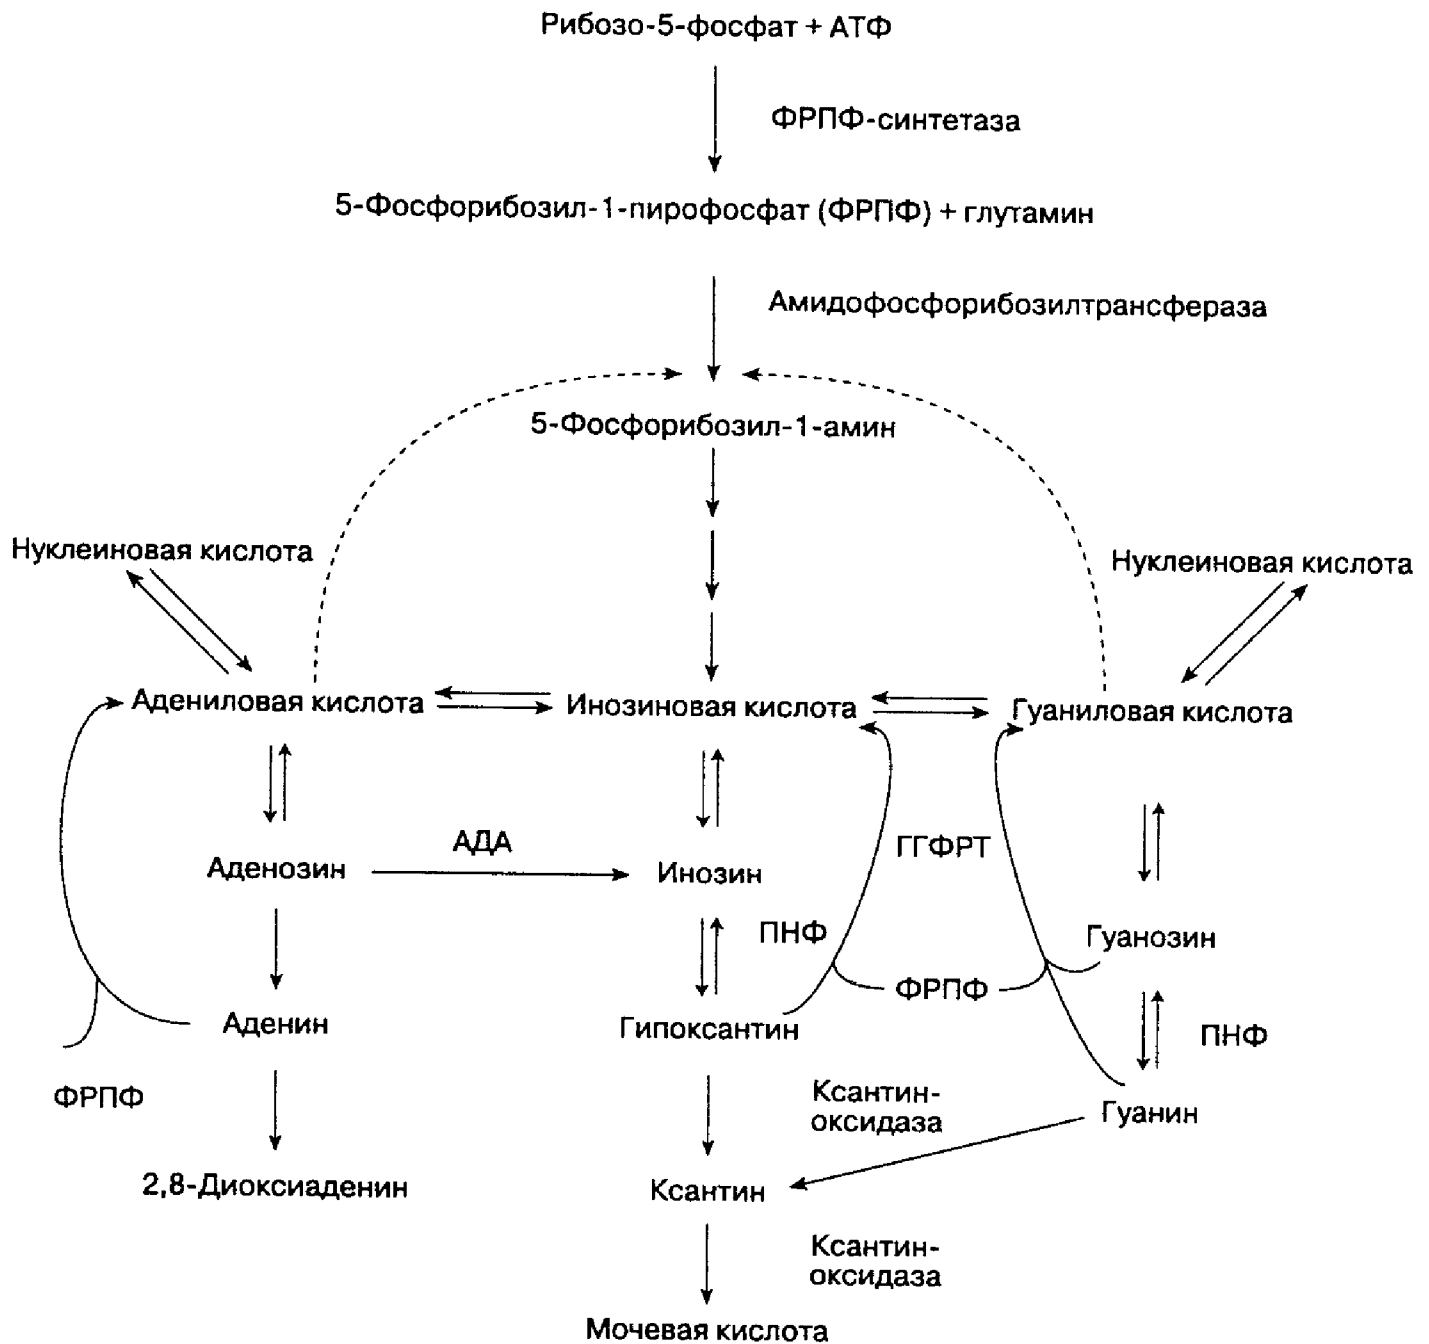 Рибозо-5-фосфат + АТФ
ФРПФ-синтетаза
5-Фосфорибозил-1-пирофосфат (ФРПФ) + глутамин
Амидофосфорибозилтрансфераза
5-Фосфорибозил-1-амин
Нуклеиновая кислота
Нуклеиновая кислота
Адениловая кислота
Инозиновая кислота
Гуаниловая кислота
АДА
ГГФРТ
Аденозин
Инозин
ПНФ
Гуанозин
ФРПФ
Аденин
Гипоксантин
ПНФ
ФРПФ
Ксантин-
оксидаза
Гуанин
2,8-Диоксиаденин
Ксантин
Ксантин-
оксидаза
Мочевая кислота